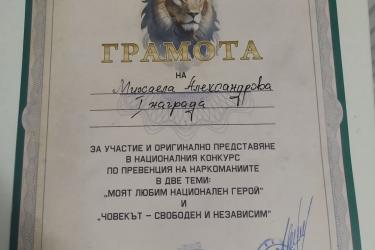 ГРАМОТА
НА
Михаела Александрова
I награда
ЗА УЧАСТИЕ И ОРИГИНАЛНО ПРЕДСТАВЯНЕ
В НАЦИОНАЛНИЯ КОНКУРС
ПО ПРЕВЕНЦИЯ НА НАРКОМАНИИТЕ
В ДВЕ ТЕМИ:
„МОЯТ ЛЮБИМ НАЦИОНАЛЕН ГЕРОЙ"
И
„ЧОВЕКЪТ – СВОБОДЕН И НЕЗАВИСИМ"